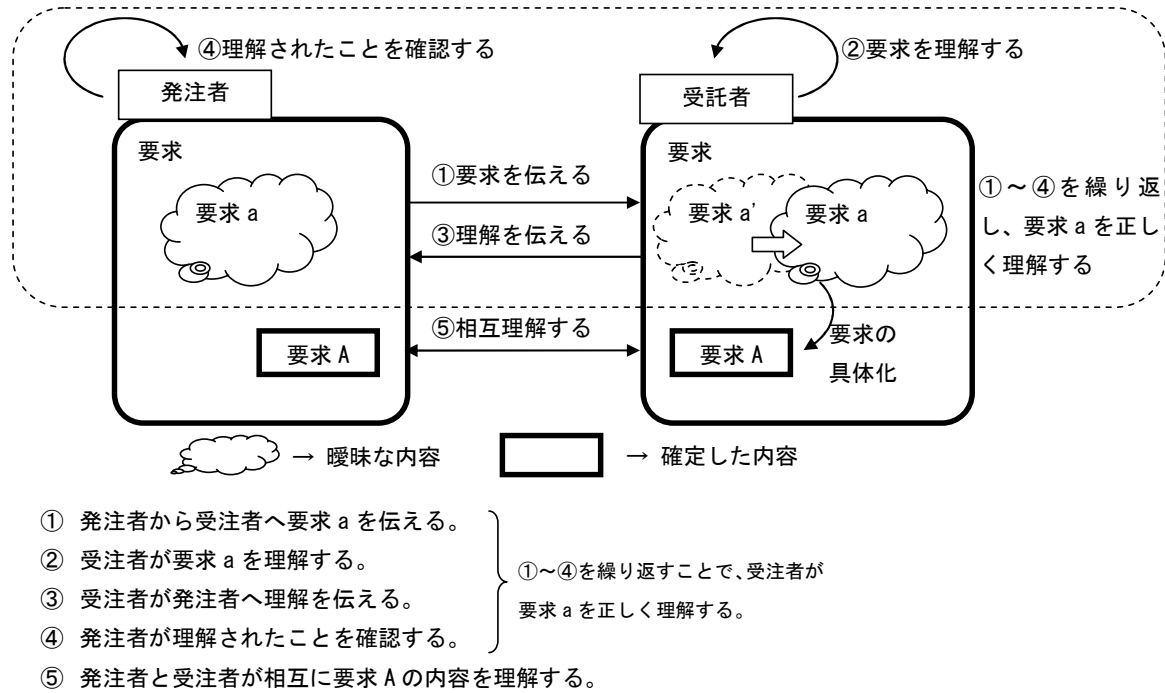 ④理解されたことを確認する
②要求を理解する
発注者
受託者
要求
要求
①要求を伝える
要求 a
要求 a'
要求 a
①~④を繰り返
し、要求 a を正し
く理解する
③理解を伝える
⑤相互理解する
要求 A
要求 A
要求の
具体化
→ 曖昧な内容
→ 確定した内容
① 発注者から受注者へ要求 a を伝える。
② 受注者が要求 a を理解する。
③ 受注者が発注者へ理解を伝える。
④ 発注者が理解されたことを確認する。
①~④を繰り返すことで、受注者が
要求 a を正しく理解する。
⑤ 発注者と受注者が相互に要求 A の内容を理解する。